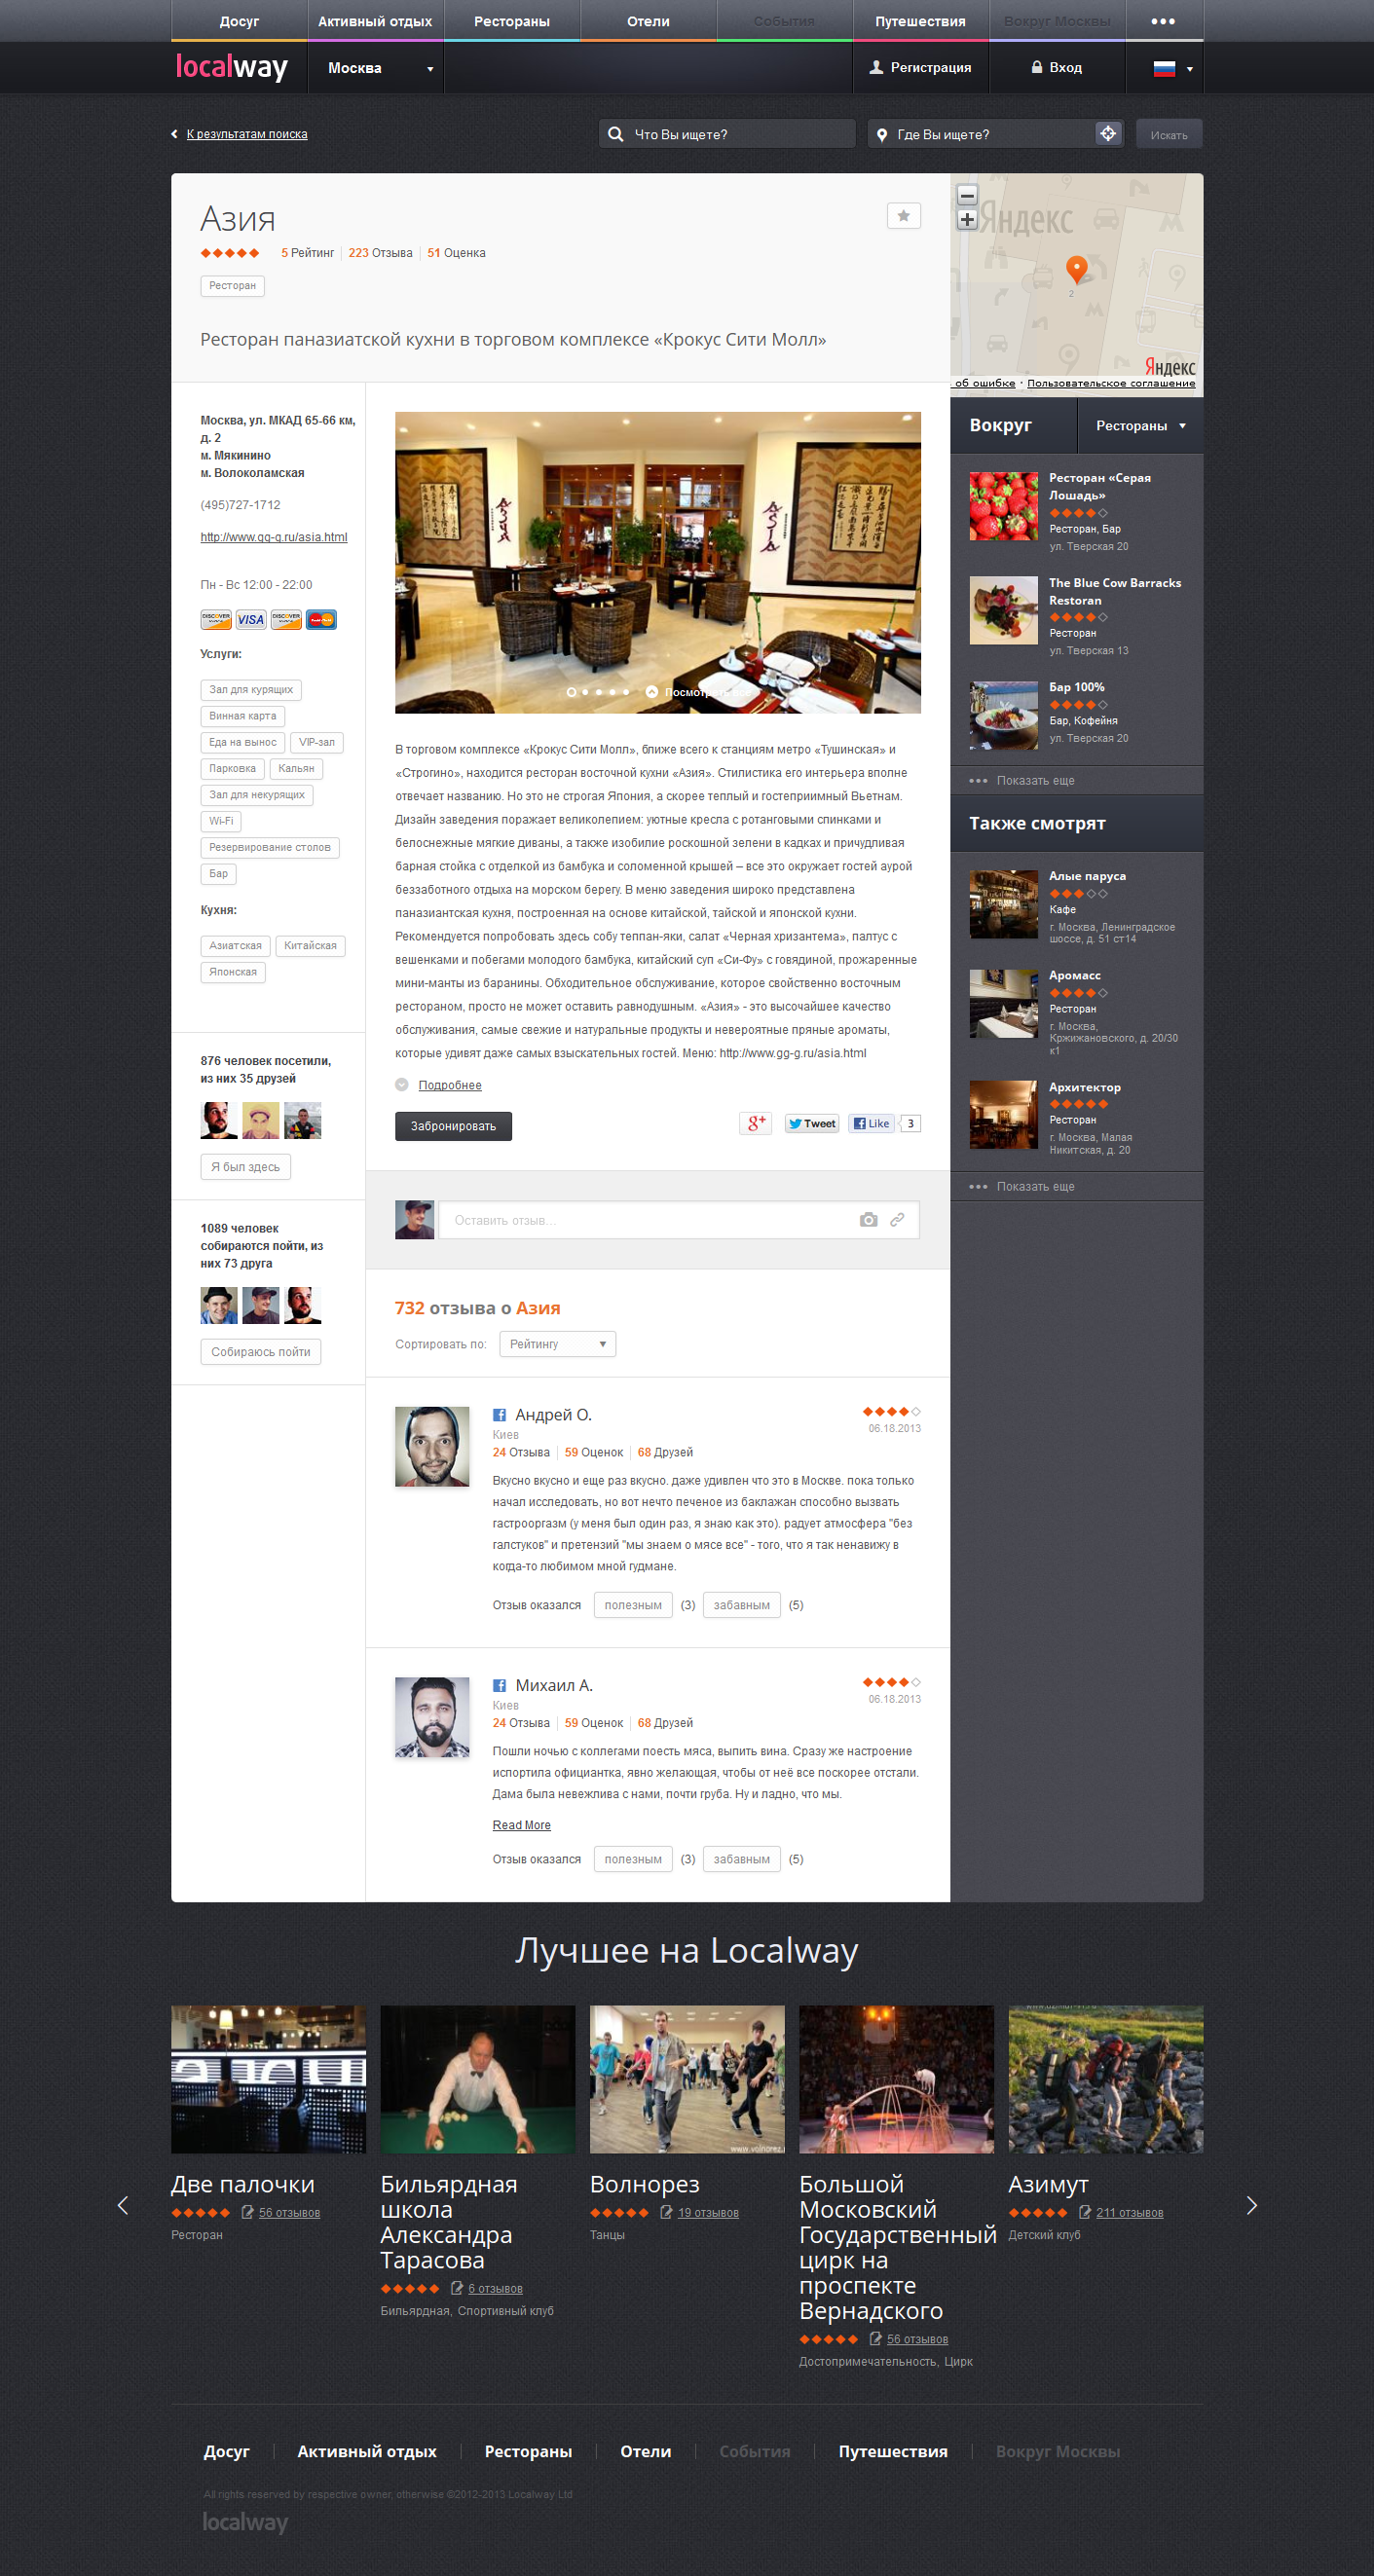 Досуг
Активный отдых
Рестораны
Отели
События
Путешествия
Вокруг Москвы
localway
Москва
Регистрация
Вход
К результатам поиска
Что Вы ищете?
Где Вы ищете?
Искать
Азия
5 Рейтинг
223 Отзыва
51 Оценка
Ресторан
Ресторан паназиатской кухни в торговом комплексе «Крокус Сити Молл»
Яндекс
2
Яндекс
об ошибке · Пользовательское соглашение
Москва, ул. МКАД 65-66 км,
д. 2
м. Мякинино
м. Волоколамская
(495)727-1712
http://www.gg-g.ru/asia.html
Пн - Вс 12:00 - 22:00
DISCOVER
VISA
DISCOVER
Услуги:
Зал для курящих
Винная карта
Еда на вынос
VIP-зал
Парковка
Кальян
Зал для некурящих
Wi-Fi
Резервирование столов
Бар
Кухня:
Азиатская
Китайская
Японская
876 человек посетили,
из них 35 друзей
Я был здесь
1089 человек
собираются пойти, из
них 73 друга
Собираюсь пойти
Посмотреть все
В торговом комплексе «Крокус Сити Молл», ближе всего к станциям метро «Тушинская» и
«Строгино», находится ресторан восточной кухни «Азия». Стилистика его интерьера вполне
отвечает названию. Но это не строгая Япония, а скорее теплый и гостеприимный Вьетнам.
Дизайн заведения поражает великолепием: уютные кресла с ротанговыми спинками и
белоснежные мягкие диваны, а также изобилие роскошной зелени в кадках и причудливая
барная стойка с отделкой из бамбука и соломенной крышей – все это окружает гостей аурой
беззаботного отдыха на морском берегу. В меню заведения широко представлена
паназиантская кухня, построенная на основе китайской, тайской и японской кухни.
Рекомендуется попробовать здесь собу теппан-яки, салат «Черная хризантема», палтус с
вешенками и побегами молодого бамбука, китайский суп «Си-Фу» с говядиной, прожаренные
мини-манты из баранины. Обходительное обслуживание, которое свойственно восточным
ресторанам, просто не может оставить равнодушным. «Азия» - это высочайшее качество
обслуживания, самые свежие и натуральные продукты и невероятные пряные ароматы,
которые удивят даже самых взыскательных гостей. Меню: http://www.gg-g.ru/asia.html
Подробнее
Забронировать
g+
Tweet
Like
3
Оставить отзыв...
732 отзыва о Азия
Сортировать по:
Рейтингу
Андрей О.
06.18.2013
Киев
24 Отзыва
59 Оценок
68 Друзей
Вкусно вкусно и еще раз вкусно. даже удивлен что это в Москве. пока только
начал исследовать, но вот нечто печеное из баклажан способно вызвать
гастрооргазм (у меня был один раз, я знаю как это). радует атмосфера "без
галстуков" и претензий "мы знаем о мясе все" - того, что я так ненавижу в
когда-то любимом мной гудмане.
Отзыв оказался
полезным
(3)
забавным
(5)
Михаил А.
06.18.2013
Киев
24 Отзыва
59 Оценок
68 Друзей
Пошли ночью с коллегами поесть мяса, выпить вина. Сразу же настроение
испортила официантка, явно желающая, чтобы от неё все поскорее отстали.
Дама была невежлива с нами, почти груба. Ну и ладно, что мы.
Read More
Отзыв оказался
полезным
(3)
забавным
(5)
Вокруг
Рестораны
Ресторан «Серая
Лошадь»
Ресторан, Бар
ул. Тверская 20
The Blue Cow Barracks
Restoran
Ресторан
ул. Тверская 13
Бар 100%
Бар, Кофейня
ул. Тверская 20
Показать еще
Также смотрят
Алые паруса
Кафе
г. Москва, Ленинградское
шоссе, д. 51 ст14
Аромасс
Ресторан
г. Москва,
Кржижановского, д. 20/30
к1
Архитектор
Ресторан
г. Москва, Малая
Никитская, д. 20
Показать еще
Лучшее на Localway
www.volnorez.
Две палочки
56 отзывов
Ресторан
Бильярдная
школа
Александра
Тарасова
6 отзывов
Бильярдная, Спортивный клуб
Волнорез
19 отзывов
Танцы
Большой
Московский
Государственный
цирк на
проспекте
Вернадского
56 отзывов
Достопримечательность, Цирк
Азимут
211 отзывов
Детский клуб
Досуг
Активный отдых
Рестораны
Отели
События
Путешествия
Вокруг Москвы
All rights reserved by respective owner, otherwise ©2012-2013 Localway Ltd
localway